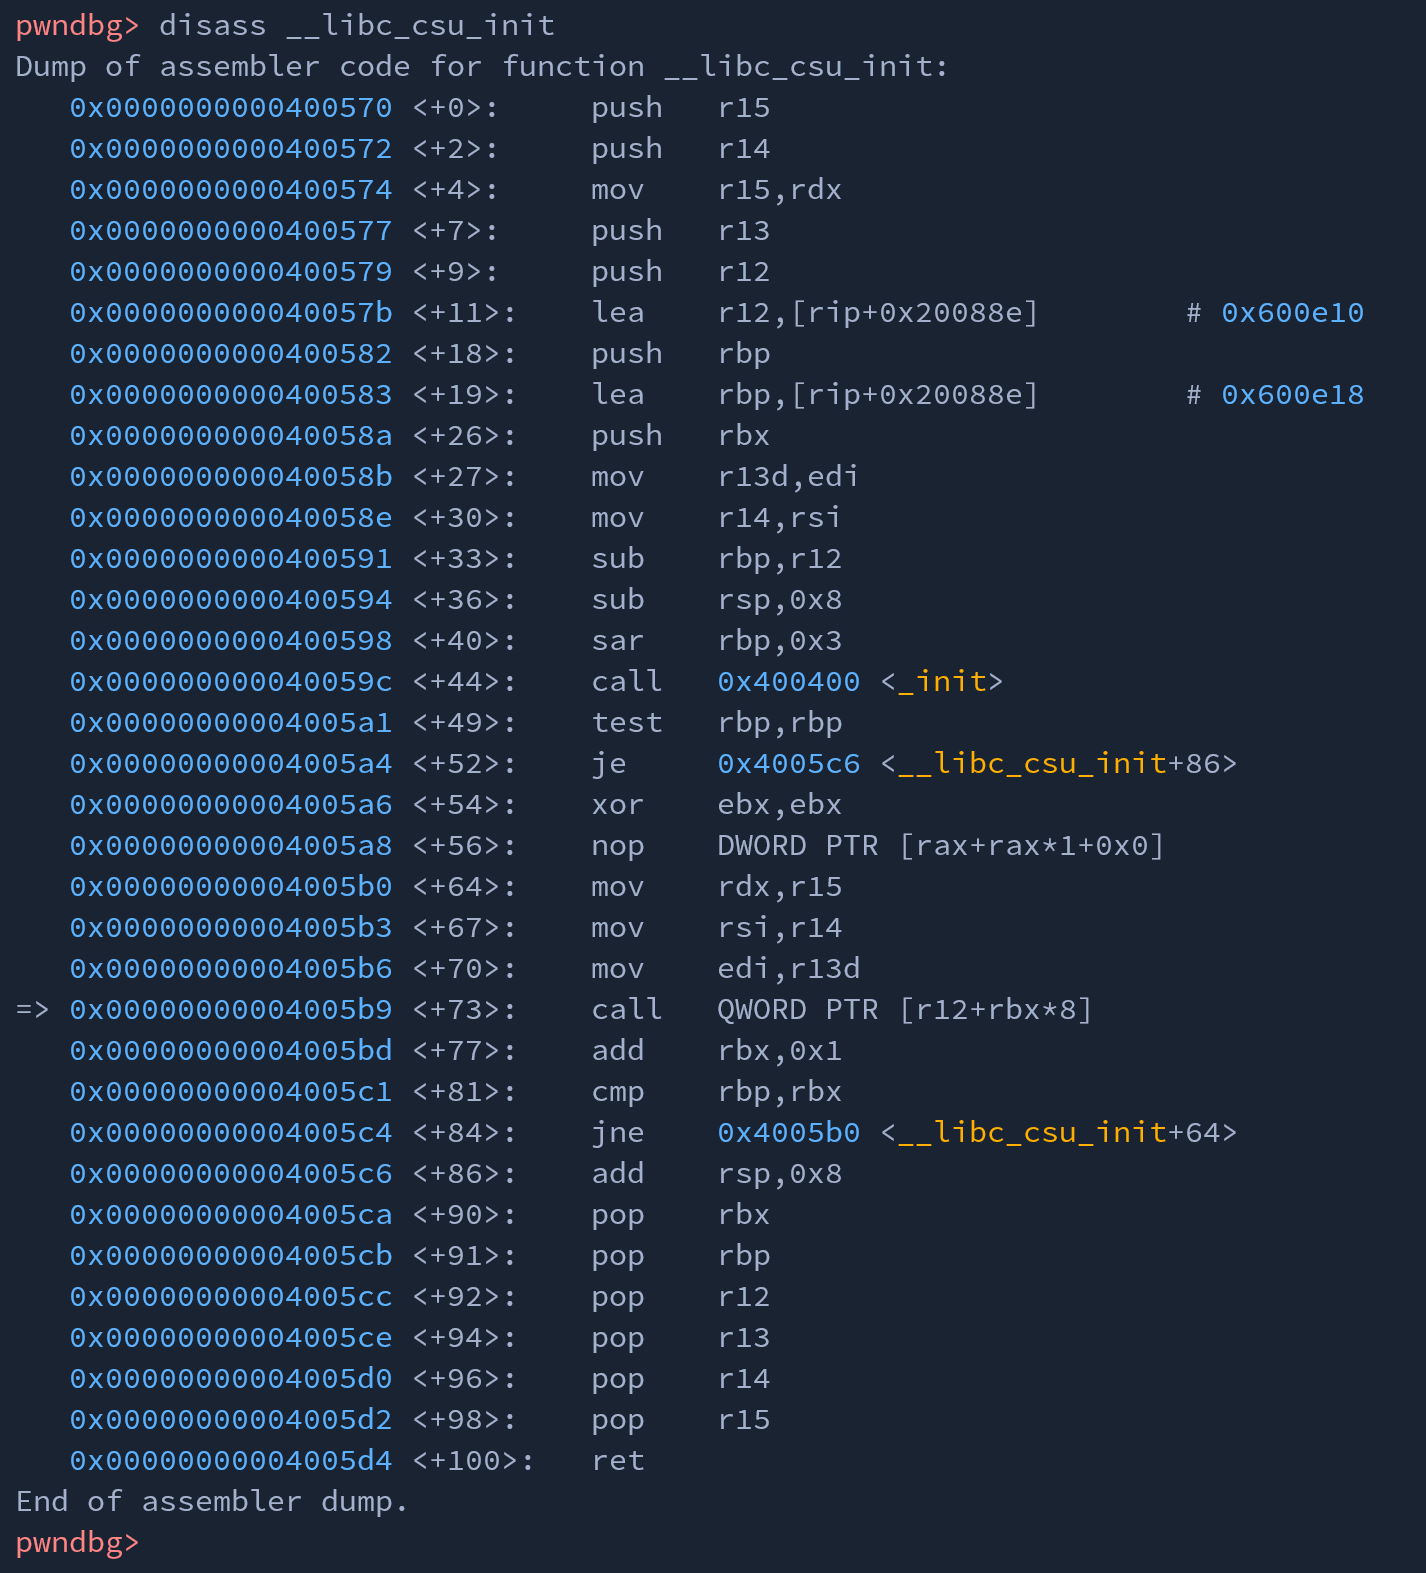 pwndbg> disass __libc_csu_init
Dump of assembler code for function __libc_csu_init:
   0x0000000000400570 <+0>:     push   r15
   0x0000000000400572 <+2>:     push   r14
   0x0000000000400574 <+4>:     mov    r15,rdx
   0x0000000000400577 <+7>:     push   r13
   0x0000000000400579 <+9>:     push   r12
   0x000000000040057b <+11>:    lea    r12,[rip+0x20088e]        # 0x600e10
   0x0000000000400582 <+18>:    push   rbp
   0x0000000000400583 <+19>:    lea    rbp,[rip+0x20088e]        # 0x600e18
   0x000000000040058a <+26>:    push   rbx
   0x000000000040058b <+27>:    mov    r13d,edi
   0x000000000040058e <+30>:    mov    r14,rsi
   0x0000000000400591 <+33>:    sub    rbp,r12
   0x0000000000400594 <+36>:    sub    rsp,0x8
   0x0000000000400598 <+40>:    sar    rbp,0x3
   0x000000000040059c <+44>:    call   0x400400 <_init>
   0x00000000004005a1 <+49>:    test   rbp,rbp
   0x00000000004005a4 <+52>:    je     0x4005c6 <__libc_csu_init+86>
   0x00000000004005a6 <+54>:    xor    ebx,ebx
   0x00000000004005a8 <+56>:    nop    DWORD PTR [rax+rax*1+0x0]
   0x00000000004005b0 <+64>:    mov    rdx,r15
   0x00000000004005b3 <+67>:    mov    rsi,r14
   0x00000000004005b6 <+70>:    mov    edi,r13d
=> 0x00000000004005b9 <+73>:    call   QWORD PTR [r12+rbx*8]
   0x00000000004005bd <+77>:    add    rbx,0x1
   0x00000000004005c1 <+81>:    cmp    rbp,rbx
   0x00000000004005c4 <+84>:    jne    0x4005b0 <__libc_csu_init+64>
   0x00000000004005c6 <+86>:    add    rsp,0x8
   0x00000000004005ca <+90>:    pop    rbx
   0x00000000004005cb <+91>:    pop    rbp
   0x00000000004005cc <+92>:    pop    r12
   0x00000000004005ce <+94>:    pop    r13
   0x00000000004005d0 <+96>:    pop    r14
   0x00000000004005d2 <+98>:    pop    r15
   0x00000000004005d4 <+100>:   ret
End of assembler dump.
pwndbg>